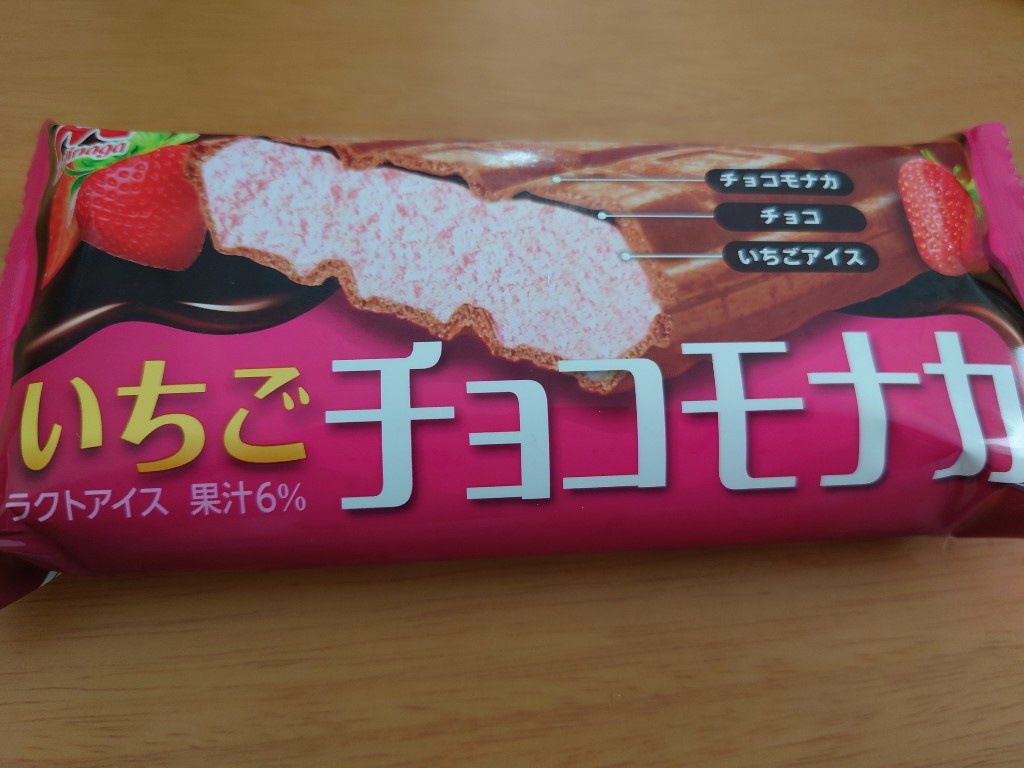 チョコモナカ
チョコ
いちごアイス
いちごチョコモナカ
ラクトアイス 果汁6%